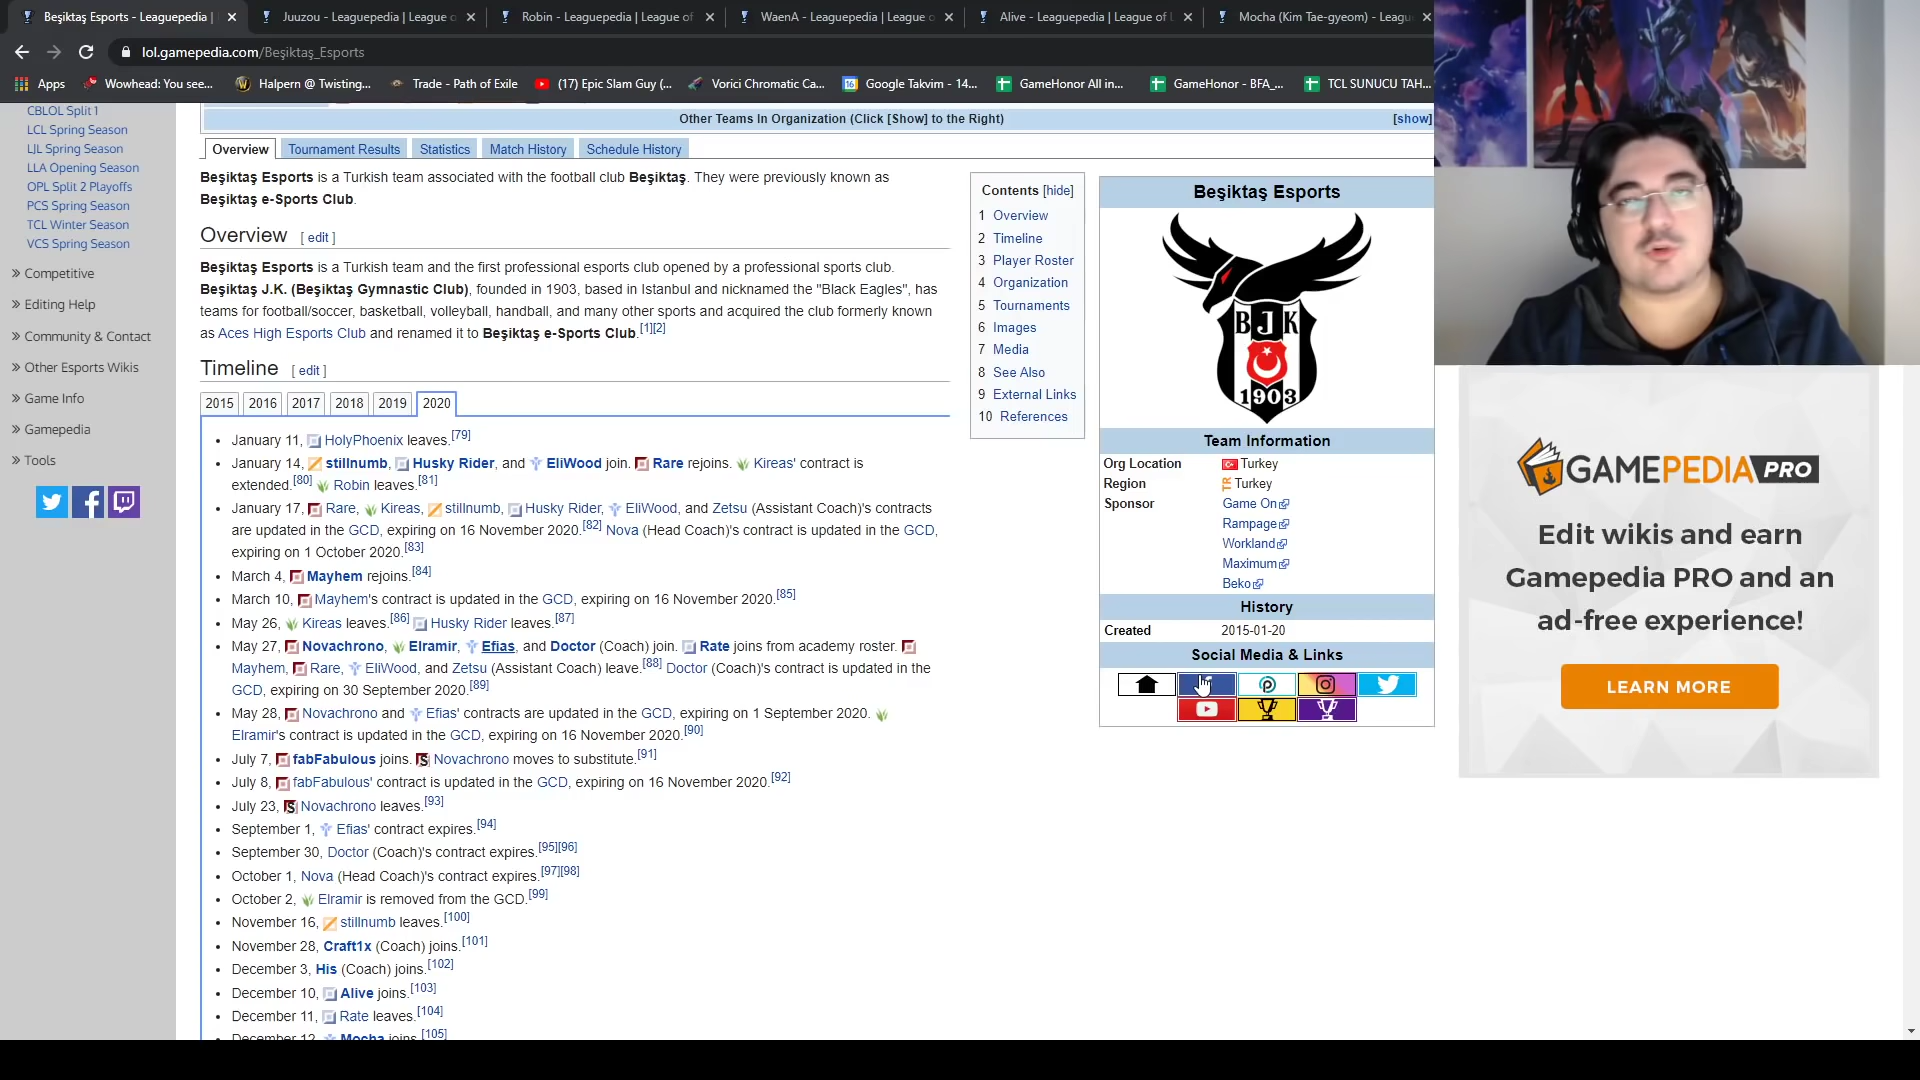 Beşiktaş Esports - Leaguepedia |
Juuzou - Leaguepedia | League o
Robin - Leaguepedia | League of
WaenA - Leaguepedia | League o
Alive - Leaguepedia | League of L
Mocha (Kim Tae-gyeom) - Leagu
lol.gamepedia.com/Beşiktaş_Esports
Apps
Wowhead: You see...
Halpern @ Twisting...
Trade - Path of Exile
(17) Epic Slam Guy (...
Vorici Chromatic Ca...
Google Takvim - 14...
GameHonor All in...
GameHonor - BFA_...
TCL SUNUCU TAH...
CBLOL Split 1
LCL Spring Season
LJL Spring Season
LLA Opening Season
OPL Split 2 Playoffs
PCS Spring Season
TCL Winter Season
VCS Spring Season
Competitive
Editing Help
Community & Contact
Other Esports Wikis
Game Info
Gamepedia
Tools
Other Teams In Organization (Click [Show] to the Right) [show]
Overview Tournament Results Statistics Match History Schedule History
Beşiktaş Esports is a Turkish team associated with the football club Beşiktaş. They were previously known as
Beşiktaş e-Sports Club.
Overview [ edit ]
Beşiktaş Esports is a Turkish team and the first professional esports club opened by a professional sports club.
Beşiktaş J.K. (Beşiktaş Gymnastic Club), founded in 1903, based in Istanbul and nicknamed the "Black Eagles", has
teams for football/soccer, basketball, volleyball, handball, and many other sports and acquired the club formerly known
as Aces High Esports Club and renamed it to Beşiktaş e-Sports Club.[1][2]
Timeline [ edit ]
2015 2016 2017 2018 2019 2020
• January 11, HolyPhoenix leaves.[79]
• January 14, stillnumb, Husky Rider, and EliWood join. Rare rejoins. Kireas' contract is
extended.[80] Robin leaves.[81]
• January 17, Rare, Kireas, stillnumb, Husky Rider, EliWood, and Zetsu (Assistant Coach)'s contracts
are updated in the GCD, expiring on 16 November 2020.[82] Nova (Head Coach)'s contract is updated in the GCD,
expiring on 1 October 2020.[83]
• March 4, Mayhem rejoins.[84]
• March 10, Mayhem's contract is updated in the GCD, expiring on 16 November 2020.[85]
• May 26, Kireas leaves.[86] Husky Rider leaves.[87]
• May 27, Novachrono, Elramir, Efias, and Doctor (Coach) join. Rate joins from academy roster.
Mayhem, Rare, EliWood, and Zetsu (Assistant Coach) leave.[88] Doctor (Coach)'s contract is updated in the
GCD, expiring on 30 September 2020.[89]
• May 28, Novachrono and Efias' contracts are updated in the GCD, expiring on 1 September 2020.
Elramir's contract is updated in the GCD, expiring on 16 November 2020.[90]
• July 7, fabFabulous joins. S Novachrono moves to substitute.[91]
• July 8, fabFabulous' contract is updated in the GCD, expiring on 16 November 2020.[92]
• July 23, S Novachrono leaves.[93]
• September 1, Efias' contract expires.[94]
• September 30, Doctor (Coach)'s contract expires.[95][96]
• October 1, Nova (Head Coach)'s contract expires.[97][98]
• October 2, Elramir is removed from the GCD.[99]
• November 16, stillnumb leaves.[100]
• November 28, Craft1x (Coach) joins.[101]
• December 3, His (Coach) joins.[102]
• December 10, Alive joins.[103]
• December 11, Rate leaves.[104]
• December 12, Mocha joins.[105]
Contents [hide]
1 Overview
2 Timeline
3 Player Roster
4 Organization
5 Tournaments
6 Images
7 Media
8 See Also
9 External Links
10 References
Beşiktaş Esports
BJK
1903
Team Information
Org Location Turkey
Region TR Turkey
Sponsor Game On
Rampage
Workland
Maximum
Beko
History
Created 2015-01-20
Social Media & Links
GAMEPEDIA PRO
Edit wikis and earn
Gamepedia PRO and an
ad-free experience!
LEARN MORE